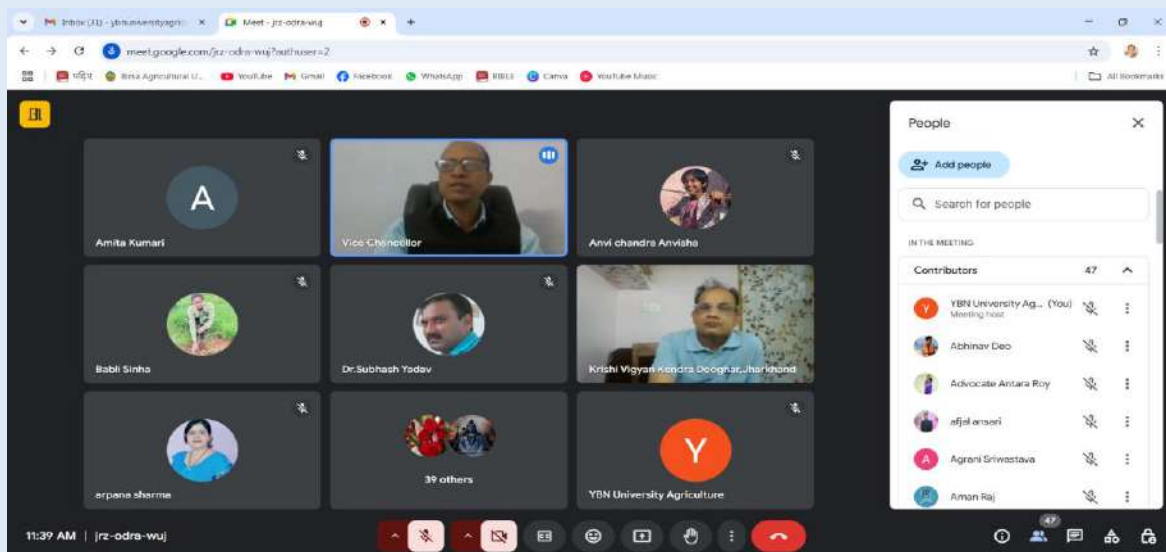 Inbox (31) - ybnuniversityagric
Meet - jrz-odra-wuj
meet.google.com/jrz-odra-wuj?authuser=2
पढ़िए
Birsa Agricultural U...
YouTube
Gmail
Facebook
WhatsApp
BIBLE
Canva
YouTube Music
All Bookmarks
A
Amita Kumari
Vice Chancellor
Anvi chandra Anvisha
Babli Sinha
Dr.Subhash Yadav
Krishi Vigyan Kendra Deoghar,Jharkhand
arpana sharma
39 others
Y
YBN University Agriculture
People
Add people
Search for people
IN THE MEETING
Contributors 47
Y
YBN University Ag... (You)
Meeting host
Abhinav Deo
Advocate Antara Roy
afjal ansari
A
Agrani Sriwastava
Aman Raj
11:39 AM | jrz-odra-wuj
47